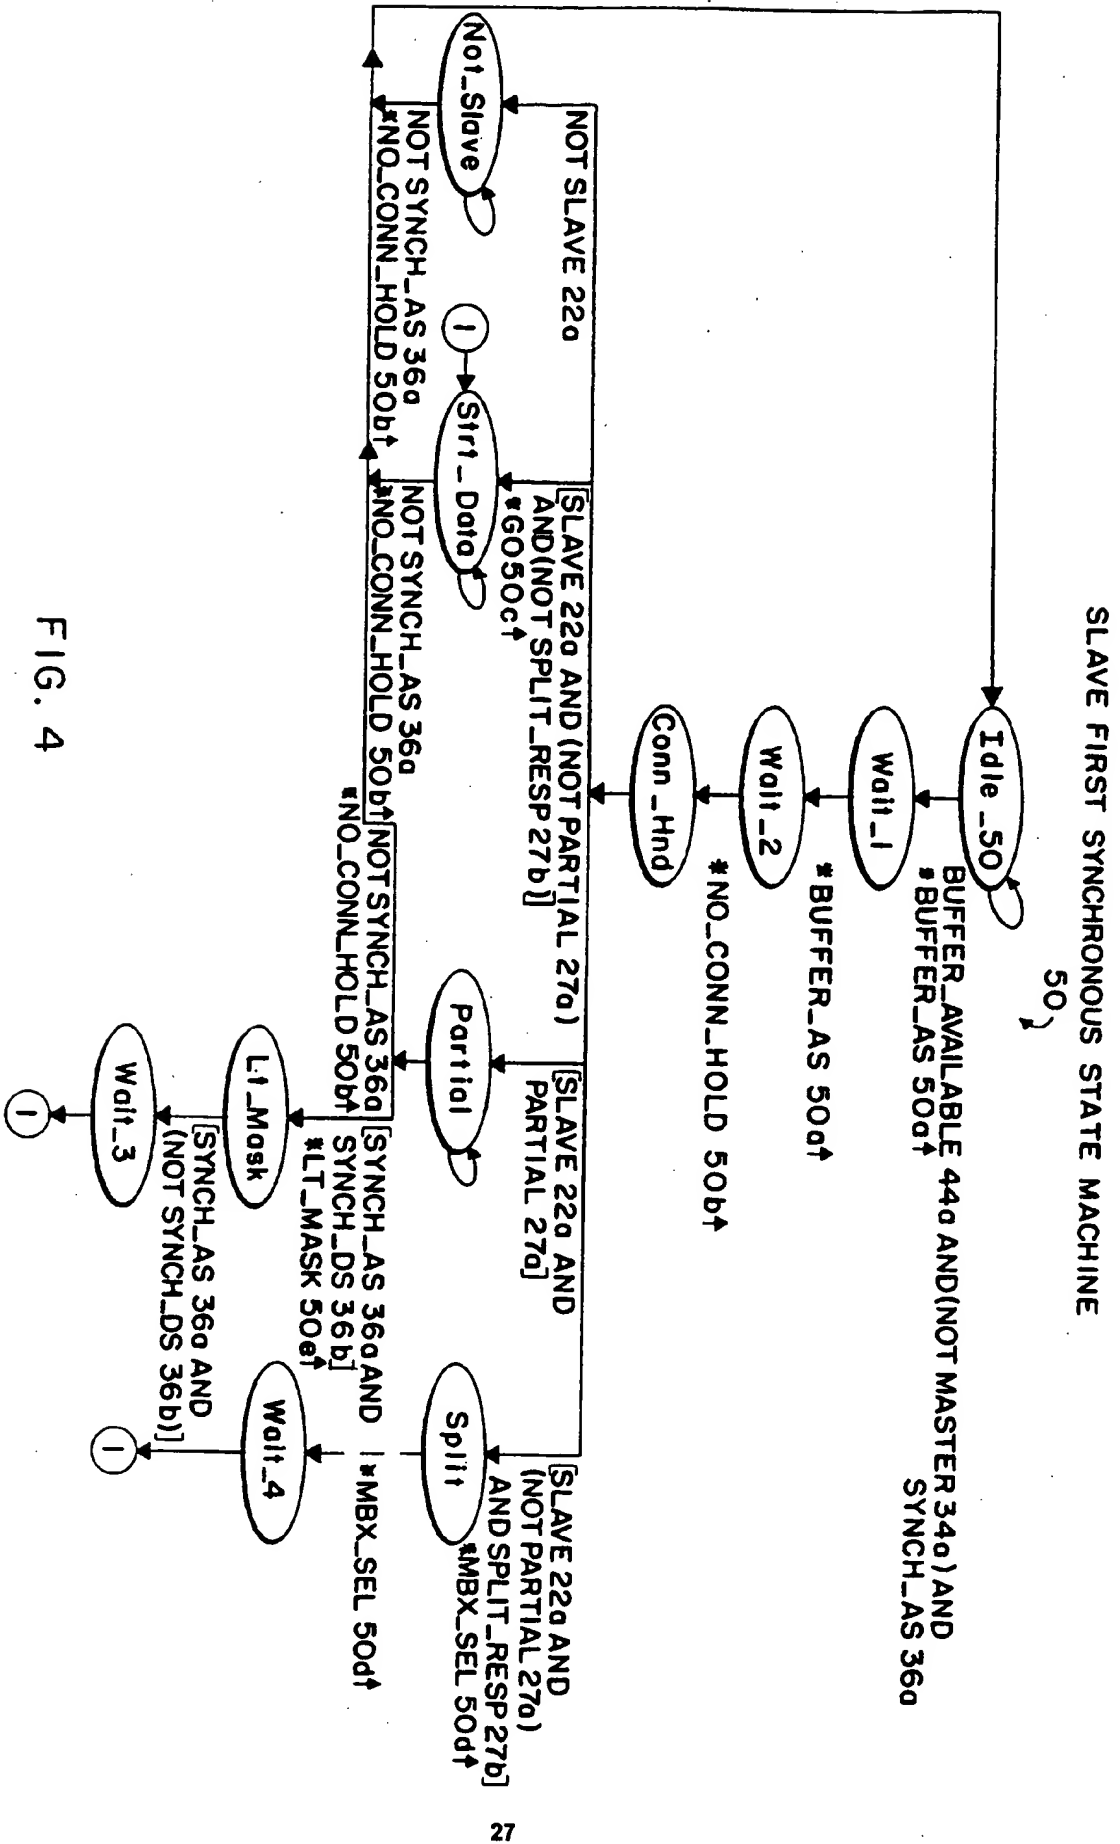 SLAVE FIRST SYNCHRONOUS STATE MACHINE
50
Idle_50
BUFFER_AVAILABLE 44a AND(NOT MASTER 34a) AND
SYNCH_AS 36a
*BUFFER_AS 50a↑
Wait_1
*BUFFER_AS 50a↑
Wait_2
*NO_CONN_HOLD 50b↑
Conn_Hnd
NOT SLAVE 22a
[SLAVE 22a AND (NOT PARTIAL 27a)
AND(NOT SPLIT_RESP 27b)]
*GO50c↑
[SLAVE 22a AND
PARTIAL 27a]
[SLAVE 22a AND
(NOT PARTIAL 27a)
AND SPLIT_RESP 27b]
*MBX_SEL 50d↑
Not_Slave
1
Strt_Data
Partial
Split
NOT SYNCH_AS 36a
*NO_CONN_HOLD 50b↑
NOT SYNCH_AS 36a
*NO_CONN_HOLD 50b↑
NOT SYNCH_AS 36a
*NO_CONN_HOLD 50b↑
[SYNCH_AS 36a AND
SYNCH_DS 36b]
*LT_MASK 50e↑
*MBX_SEL 50d↑
Lt_Mask
Wait_4
[SYNCH_AS 36a AND
(NOT SYNCH_DS 36b)]
Wait_3
1
1
FIG. 4
27